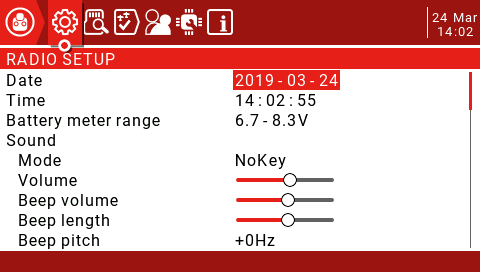 24 Mar
14:02
RADIO SETUP
Date 2019-03-24
Time 14:02:55
Battery meter range 6.7-8.3V
Sound
Mode NoKey
Volume
Beep volume
Beep length
Beep pitch +0Hz